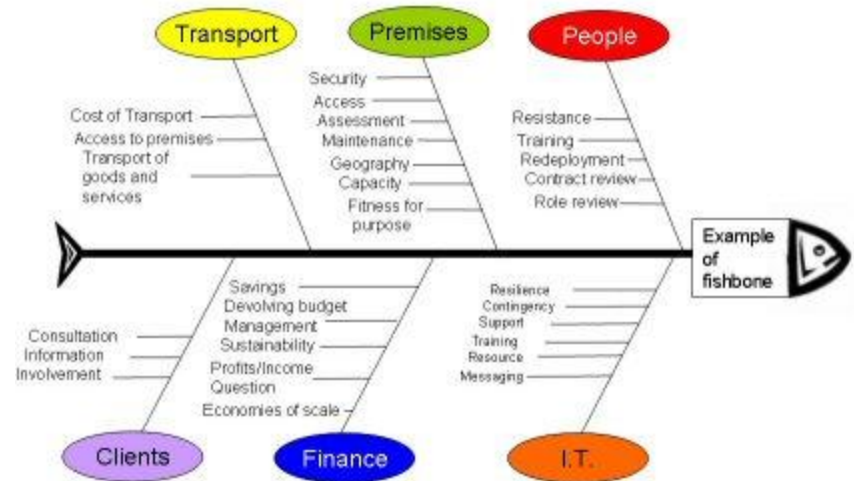 Transport
Premises
People
Cost of Transport
Access to premises
Transport of
goods and
services
Security
Access
Assessment
Maintenance
Geography
Capacity
Fitness for
purpose
Resistance
Training
Redeployment
Contract review
Role review
Example
of
fishbone
Consultation
Information
Involvement
Savings
Devolving budget
Management
Sustainability
Profits/Income
Question
Economies of scale
Resilience
Contingency
Support
Training
Resource
Messaging
Clients
Finance
I.T.